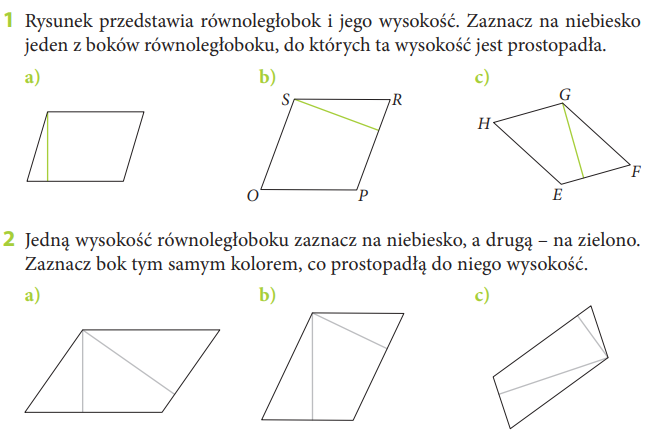 1 Rysunek przedstawia równoległobok i jego wysokość. Zaznacz na niebiesko
jeden z boków równoległoboku, do których ta wysokość jest prostopadła.
a) b) c)
S R G
H
F
O P E
2 Jedną wysokość równoległoboku zaznacz na niebiesko, a drugą – na zielono.
Zaznacz bok tym samym kolorem, co prostopadłą do niego wysokość.
a) b) c)